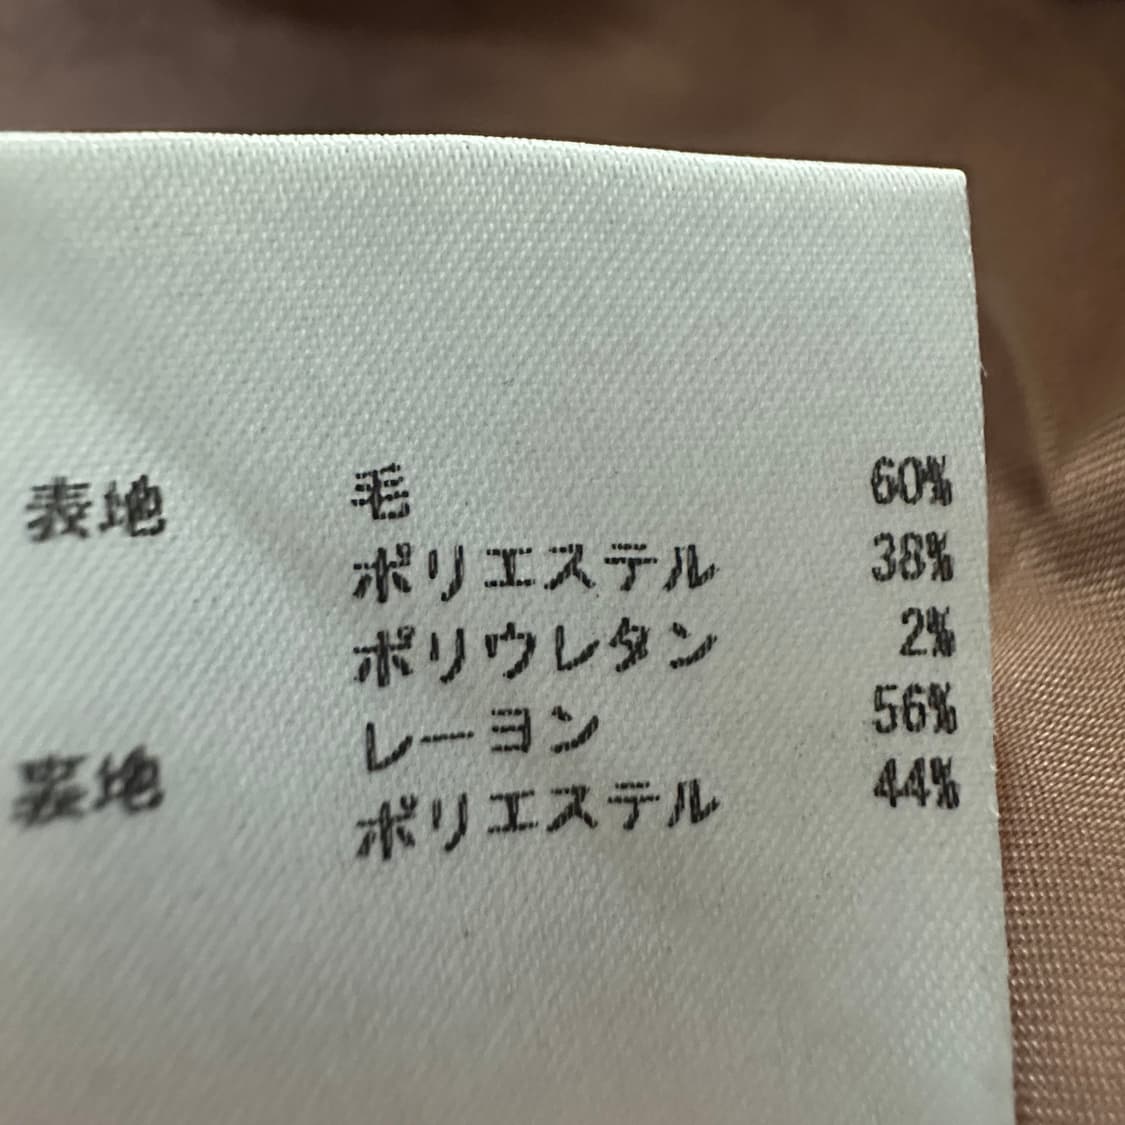 表地 毛 60%
ポリエステル 38%
ポリウレタン 2%
レーヨン 56%
裏地 ポリエステル 44%